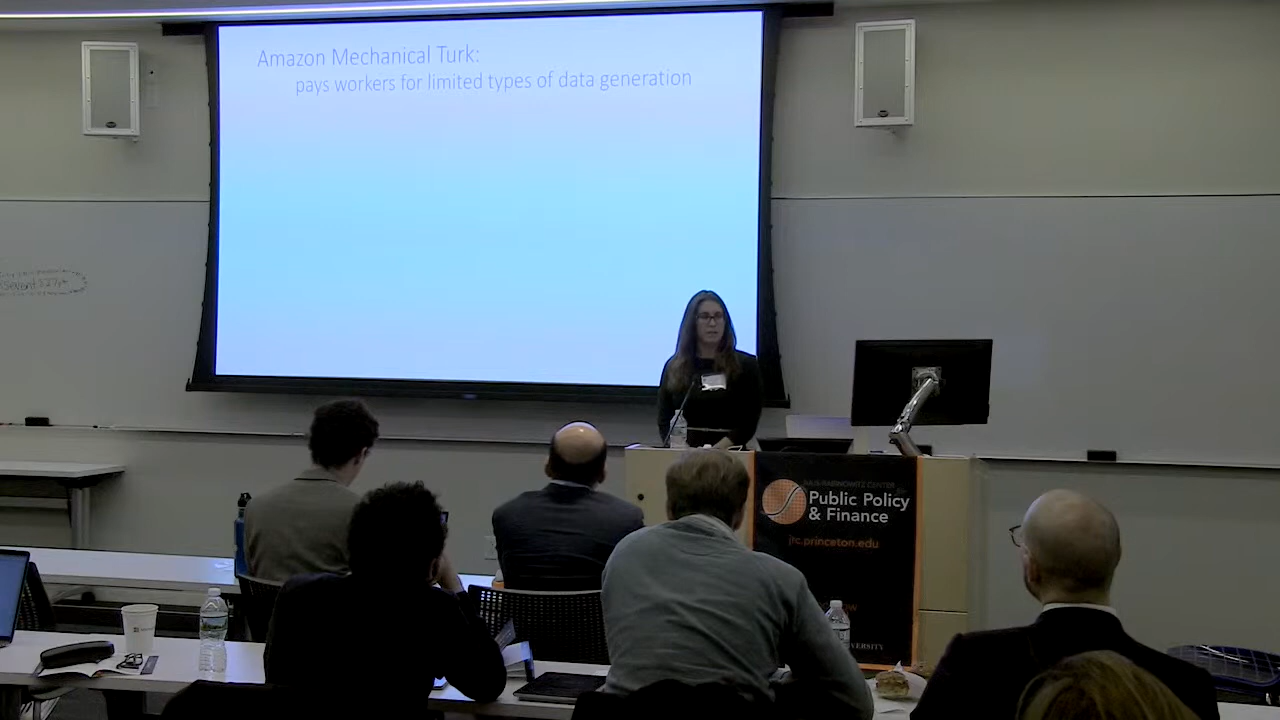 Amazon Mechanical Turk:
pays workers for limited types of data generation
Public Policy
& Finance
jrc.princeton.edu